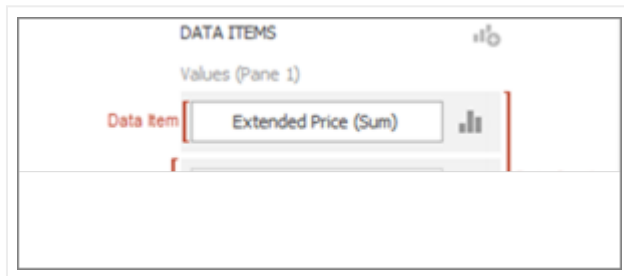 DATA ITEMS
Values (Pane 1)
Data Item
Extended Price (Sum)